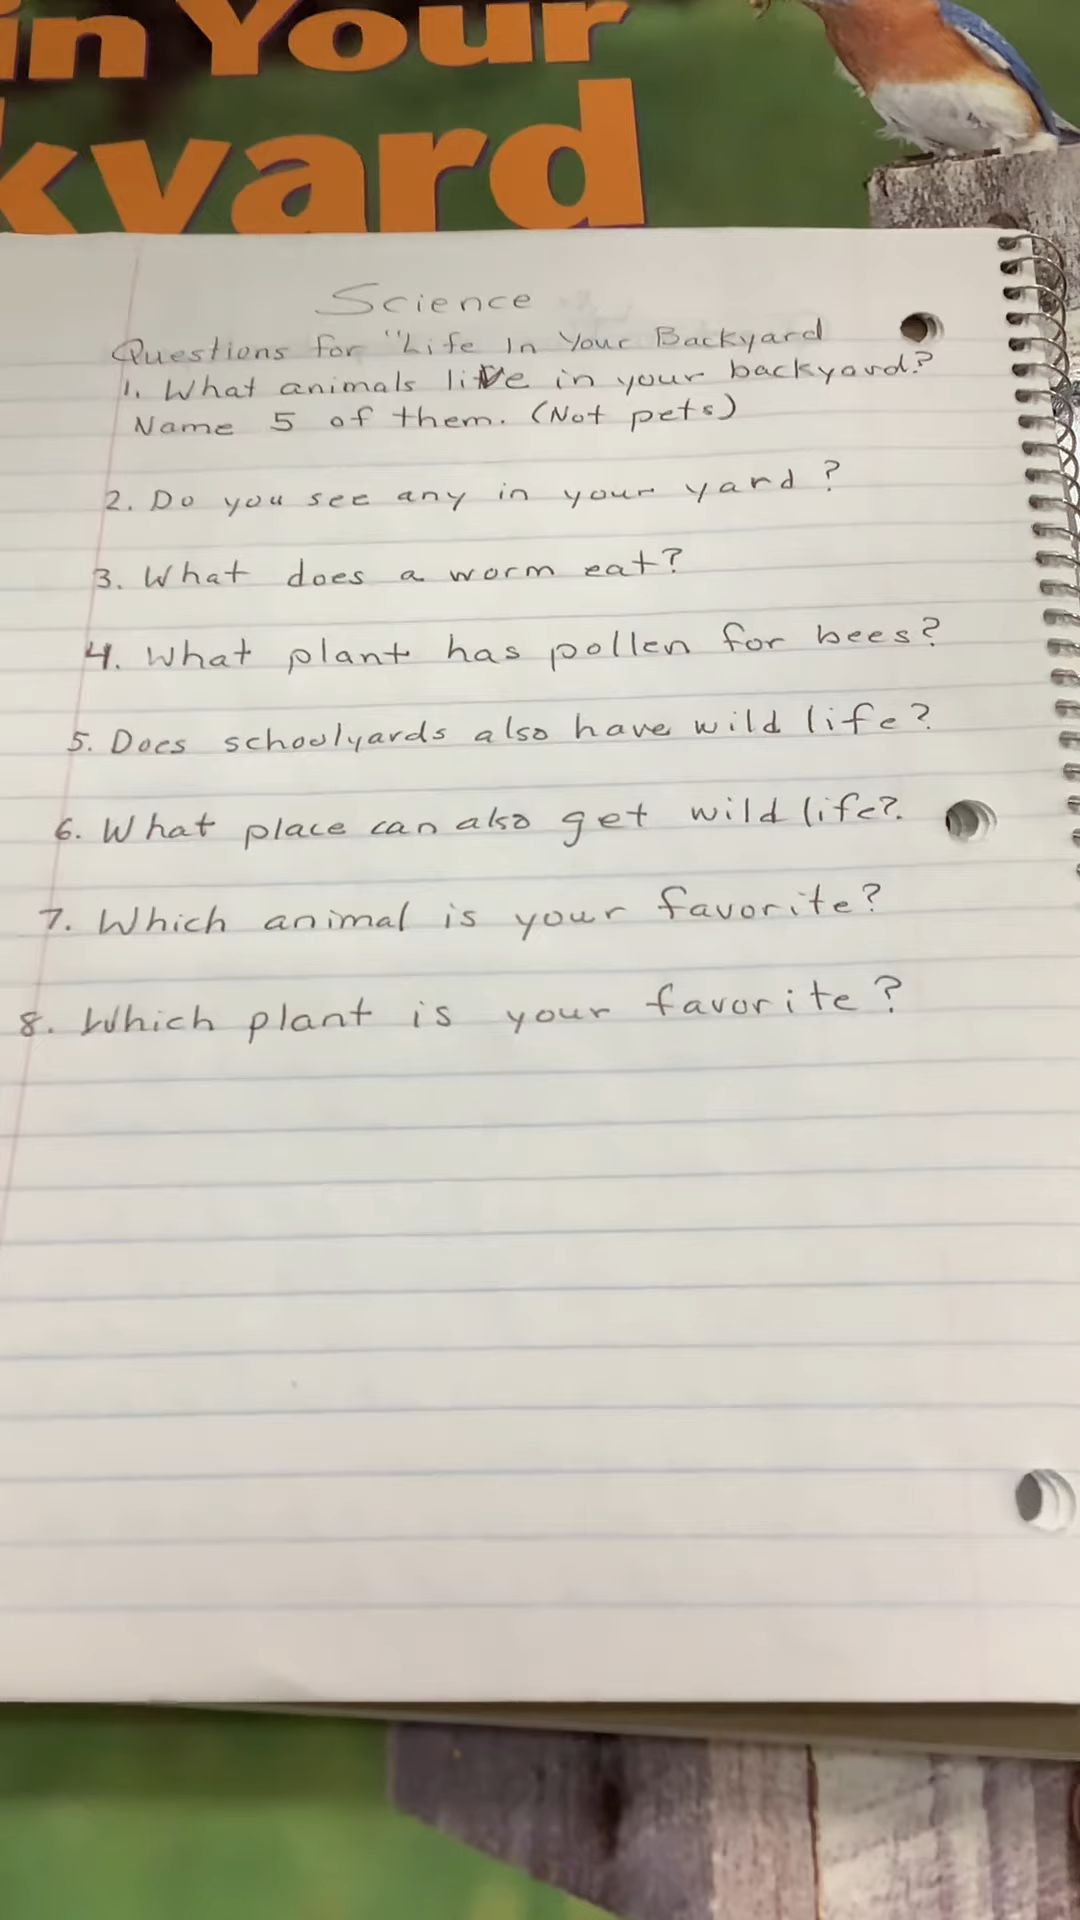 in Your
kyard
Science
Questions for "Life In Your Backyard
1. What animals live in your backyard?
Name 5 of them. (Not pets)
2. Do you see any in your yard?
3. What does a worm eat?
4. What plant has pollen for bees?
5. Does schoolyards also have wild life?
6. What place can also get wild life?.
7. Which animal is your favorite?
8. Which plant is your favorite?